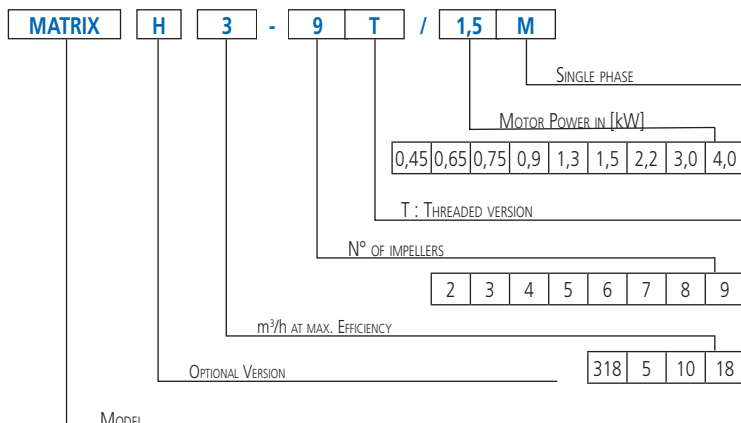 MATRIX H 3 - 9 T / 1,5 M
SINGLE PHASE
MOTOR POWER IN [kW]
0,45 0,65 0,75 0,9 1,3 1,5 2,2 3,0 4,0
T : THREADED VERSION
N° OF IMPELLERS
2 3 4 5 6 7 8 9
m³/h AT MAX. EFFICIENCY
318 5 10 18
OPTIONAL VERSION
MODEL